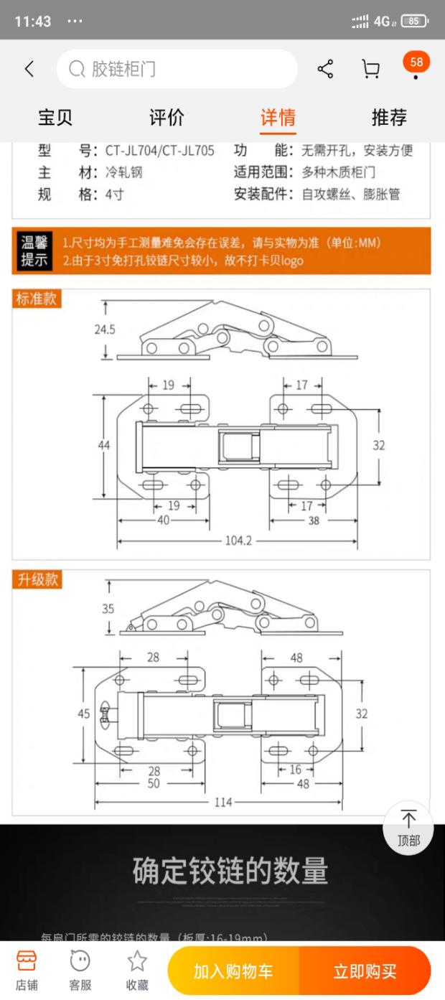 11:43 ... 4G 85
胶链柜门 58
宝贝 评价 详情 推荐
型 号：CT-JL704/CT-JL705 功 能：无需开孔，安装方便
主 材：冷轧钢 适用范围：多种木质柜门
规 格：4寸 安装配件：自攻螺丝、膨胀管
温馨提示
1.尺寸均为手工测量难免会存在误差，请与实物为准（单位:MM）
2.由于3寸免打孔铰链尺寸较小，故不打卡贝logo
标准款
24.5
19 17
44 32
19 17
40 38
104.2
升级款
35
28 48
45 32
28 16
50 48
114
顶部
确定铰链的数量
每扇门所需的铰链的数量（板厚:16-19mm）
店铺 客服 收藏 加入购物车 立即购买